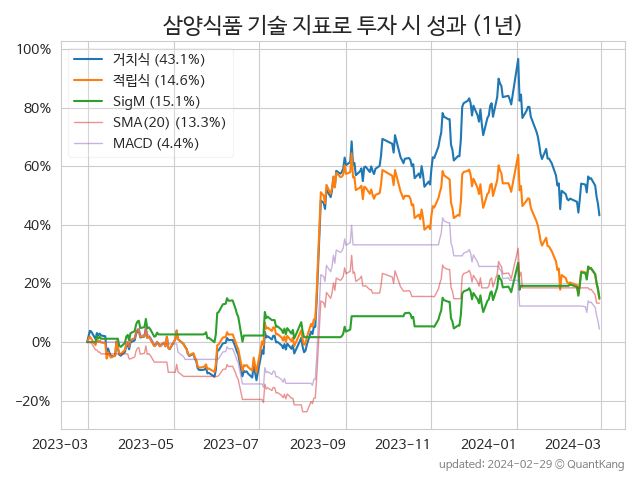 삼양식품 기술 지표로 투자 시 성과 (1년)
100%
80%
60%
40%
20%
0%
−20%
거치식 (43.1%)
적립식 (14.6%)
SigM (15.1%)
SMA(20) (13.3%)
MACD (4.4%)
2023-03 2023-05 2023-07 2023-09 2023-11 2024-01 2024-03
updated: 2024-02-29 © QuantKang